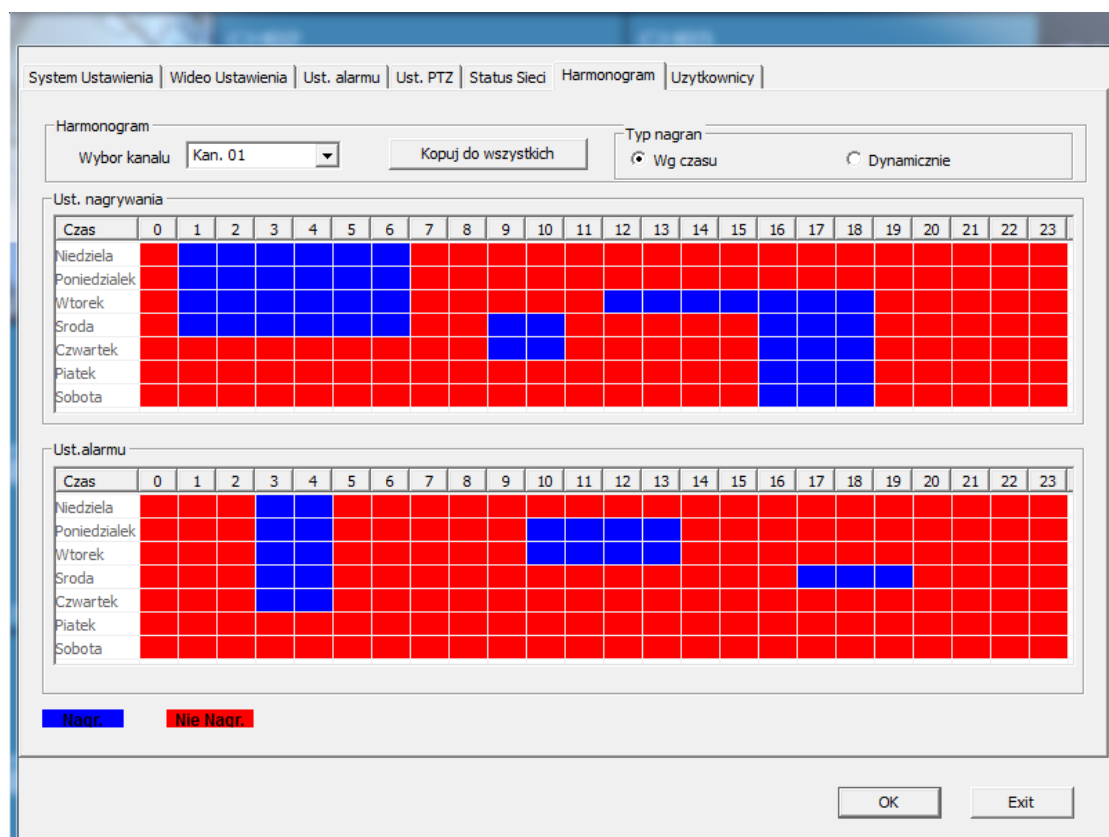 System Ustawienia Wideo Ustawienia Ust. alarmu Ust. PTZ Status Sieci Harmonogram Uzytkownicy
Harmonogram
Wybor kanalu Kan. 01 Kopuj do wszystkich
Typ nagran
Wg czasu Dynamicznie
Ust. nagrywania
Czas 0 1 2 3 4 5 6 7 8 9 10 11 12 13 14 15 16 17 18 19 20 21 22 23
Niedziela
Poniedzialek
Wtorek
Sroda
Czwartek
Piatek
Sobota
Ust.alarmu
Czas 0 1 2 3 4 5 6 7 8 9 10 11 12 13 14 15 16 17 18 19 20 21 22 23
Niedziela
Poniedzialek
Wtorek
Sroda
Czwartek
Piatek
Sobota
Nagr. Nie Nagr.
OK Exit